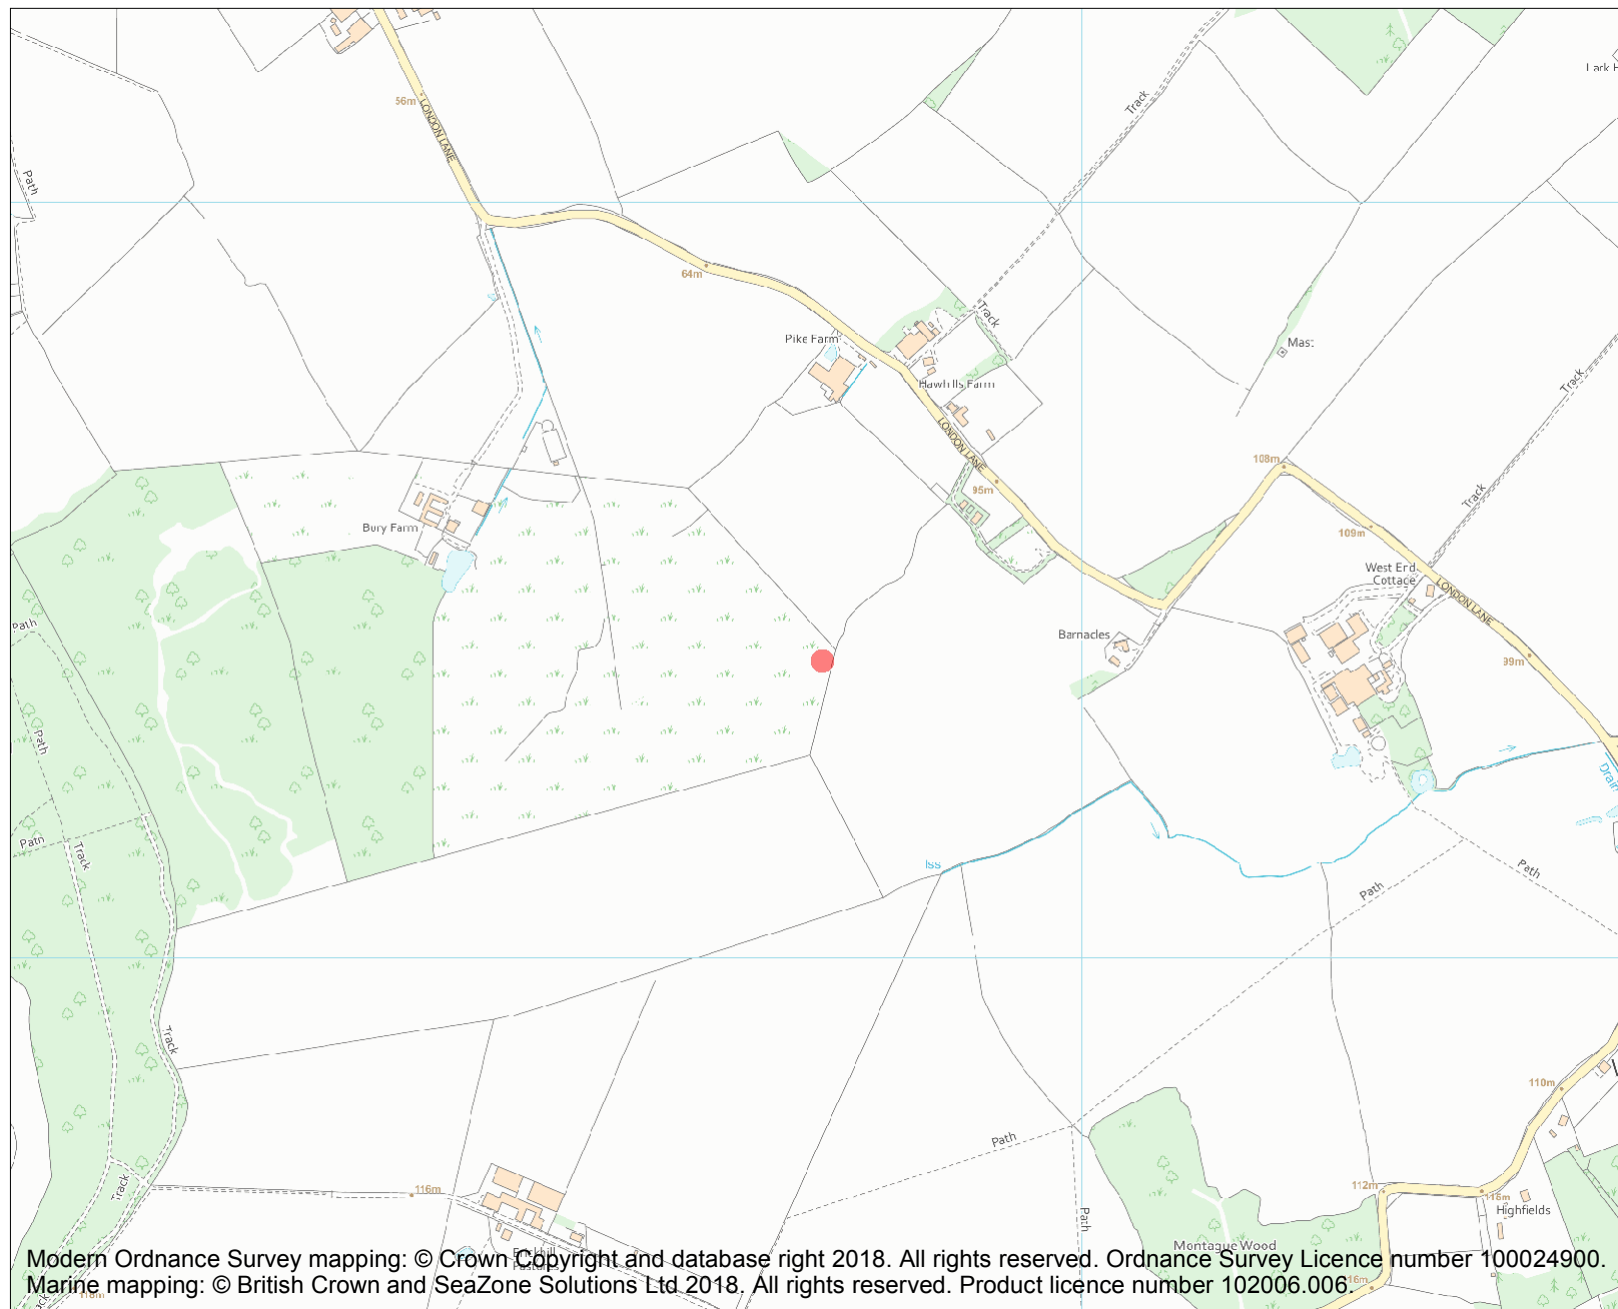 56m
LONDON LANE
Track
Path
64m
Pike Farm
Track
Mast
Hawhills Farm
Track
LONDON LANE
108m
95m
Track
Bury Farm
109m
West End
Cottage
LONDON LANE
Path
Barnacles
99m
Path
Drain
Path
Track
Iss
Path
Path
Track
110m
Path
Track
116m
112m
118m
Path
Highfields
Montague Wood
Modern Ordnance Survey mapping: © Crown Copyright and database right 2018. All rights reserved. Ordnance Survey Licence number 100024900.
Marine mapping: © British Crown and SeaZone Solutions Ltd 2018. All rights reserved. Product licence number 102006.006.